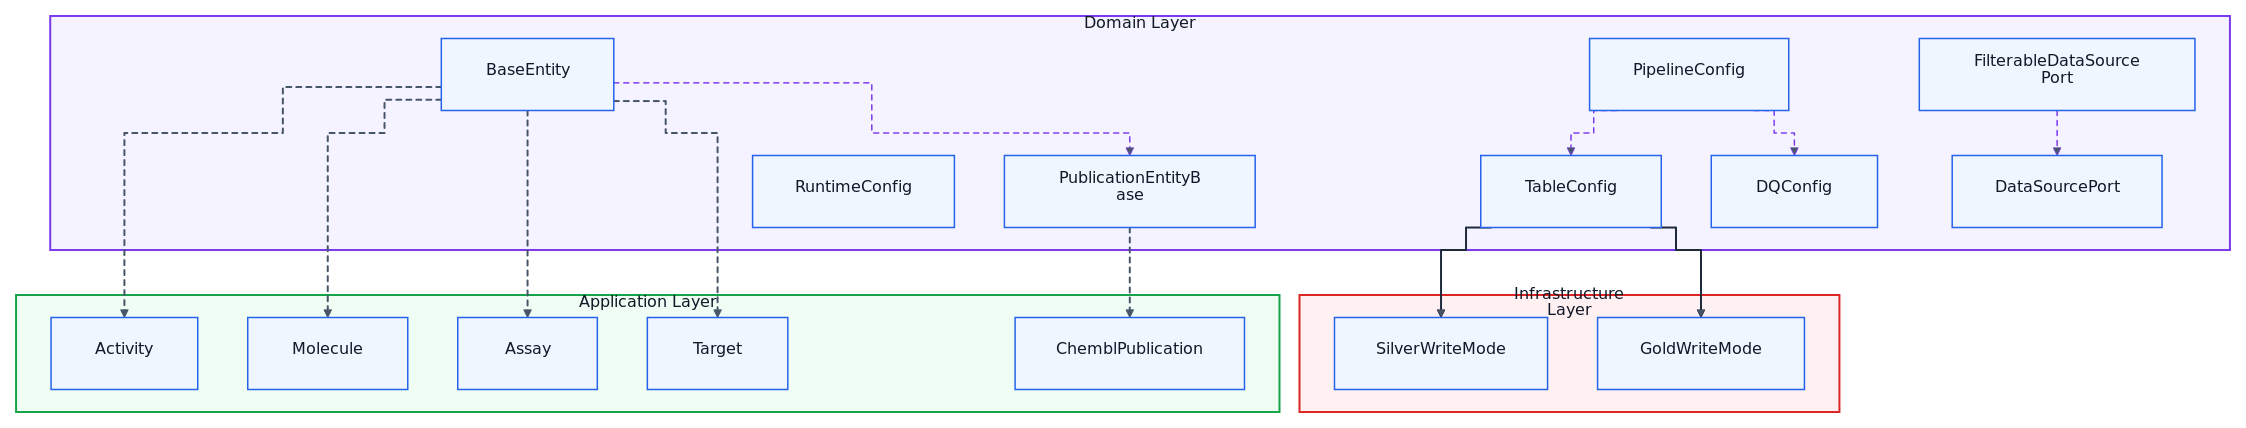 Domain Layer
BaseEntity
PipelineConfig
FilterableDataSource
Port
RuntimeConfig
PublicationEntityB
ase
TableConfig
DQConfig
DataSourcePort
Application Layer
Infrastructure
Layer
Activity
Molecule
Assay
Target
ChemblPublication
SilverWriteMode
GoldWriteMode